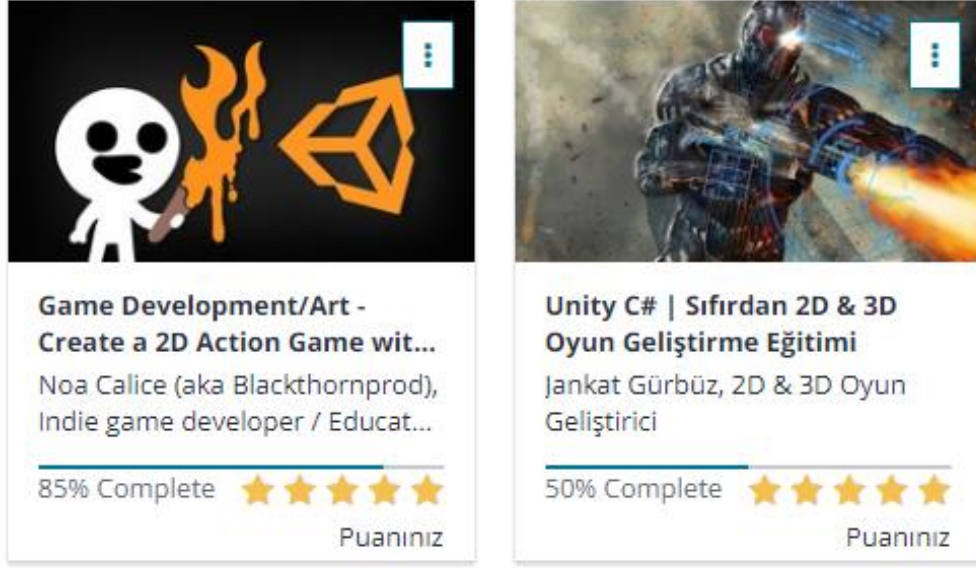 Game Development/Art -
Create a 2D Action Game wit...
Noa Calice (aka Blackthornprod),
Indie game developer / Educat...
85% Complete
Puanınız
Unity C# | Sıfırdan 2D & 3D
Oyun Geliştirme Eğitimi
Jankat Gürbüz, 2D & 3D Oyun
Geliştirici
50% Complete
Puanınız